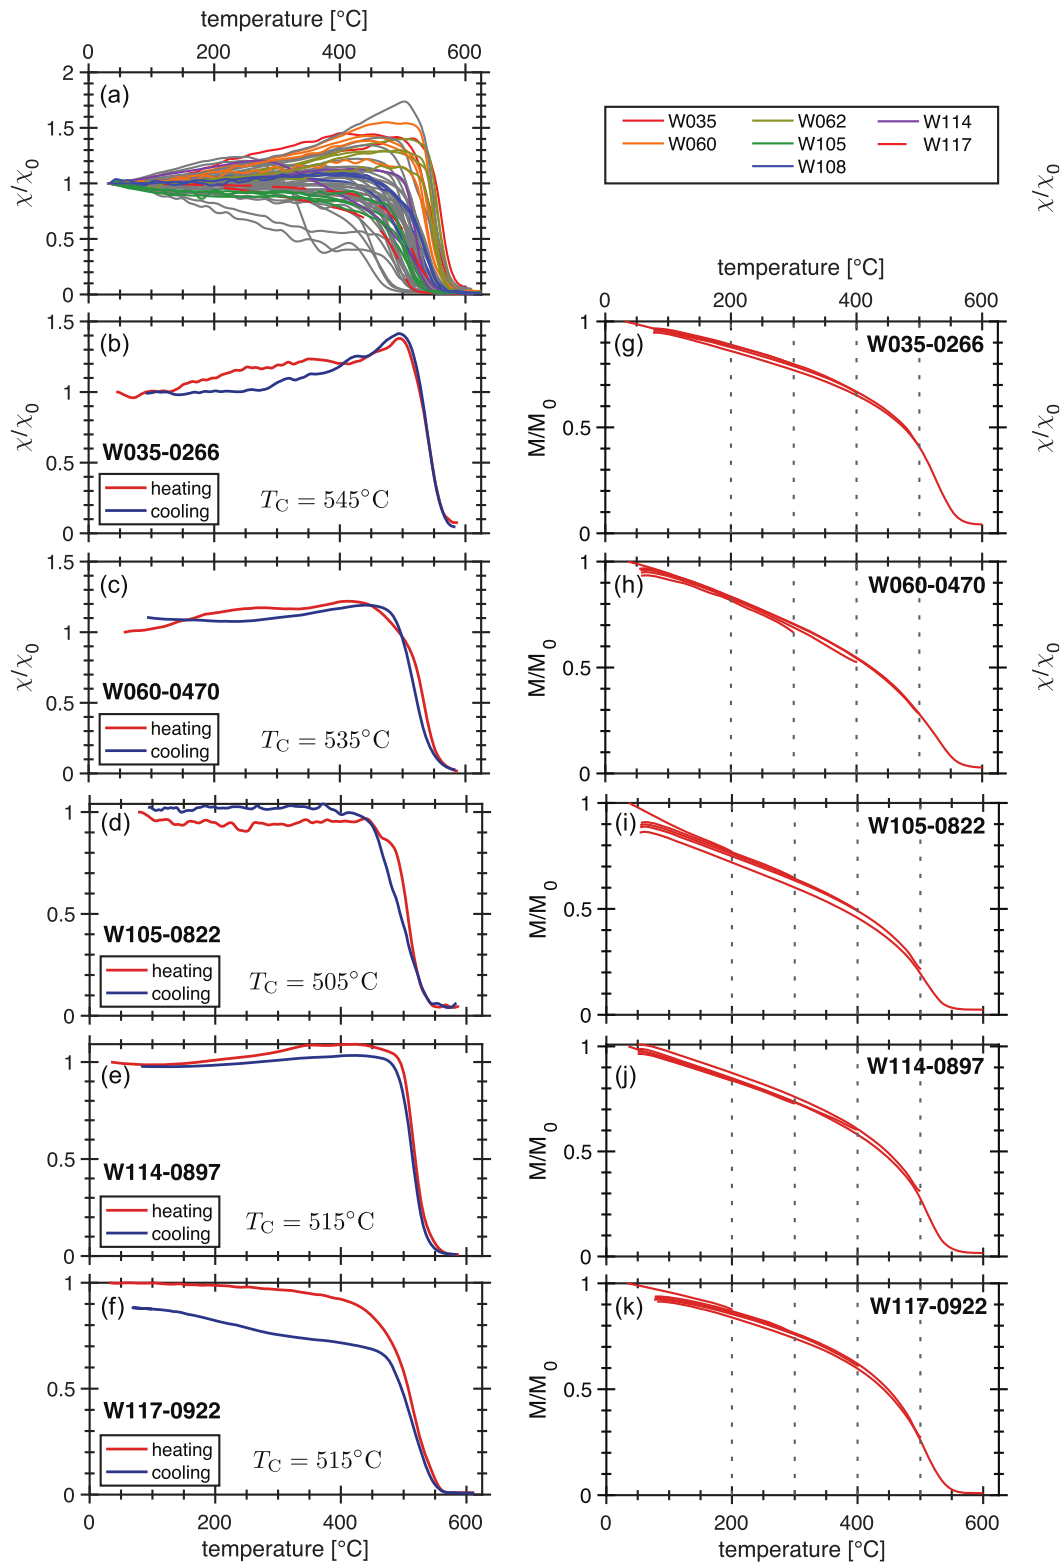 temperature [°C]
0 200 400 600
2
1.5
1
0.5
0
χ/χ0
(a)
W035 W062 W114
W060 W105 W117
W108
χ/χ0
(b)
1.5
1
0
χ/χ0
W035-0266
heating
cooling
TC = 545°C
(c)
1.5
1
0.5
0
χ/χ0
W060-0470
heating
cooling
TC = 535°C
(d)
1
0.5
0
W105-0822
heating
cooling
TC = 505°C
(e)
1
0.5
0
W114-0897
heating
cooling
TC = 515°C
(f)
1
0.5
0
W117-0922
heating
cooling
TC = 515°C
0 200 400 600
temperature [°C]
temperature [°C]
0 200 400 600
(g) W035-0266
1
0.5
0
M/M0
χ/χ0
(h) W060-0470
1
0.5
0
M/M0
χ/χ0
(i) W105-0822
1
0.5
0
M/M0
(j) W114-0897
1
0.5
0
M/M0
(k) W117-0922
1
0.5
0
M/M0
0 200 400 600
temperature [°C]